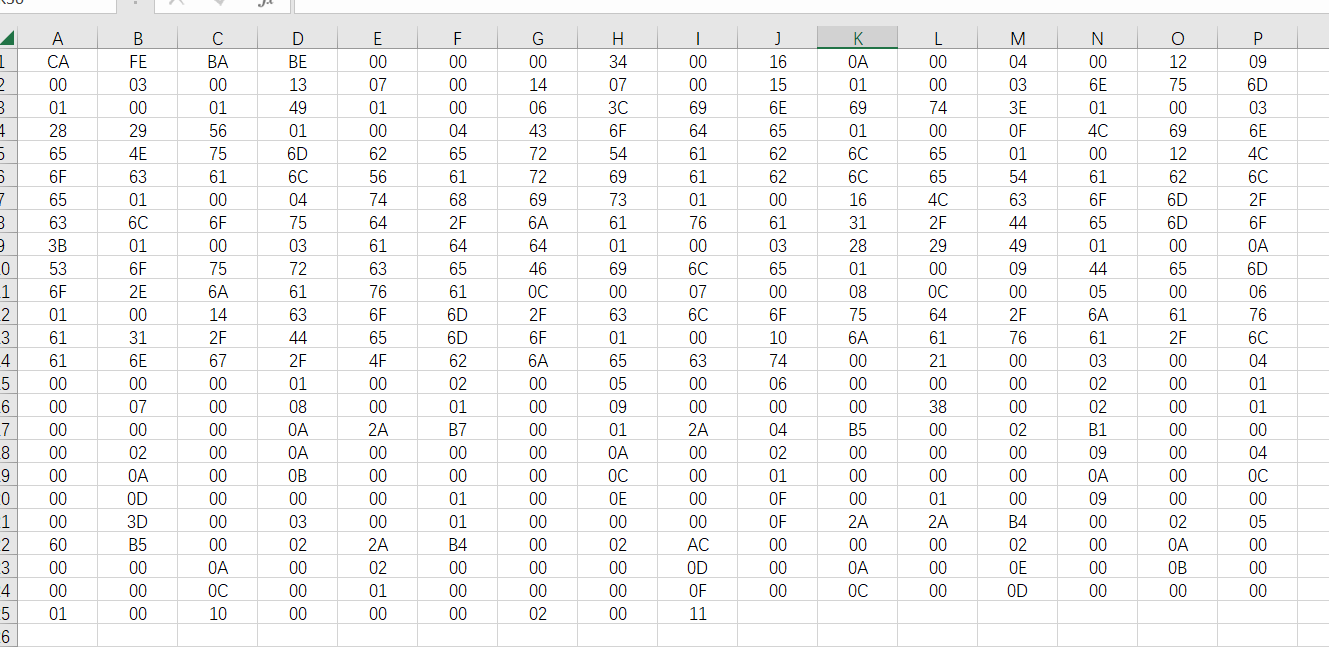 A B C D E F G H I J K L M N O P
1 CA FE BA BE 00 00 00 34 00 16 0A 00 04 00 12 09
2 00 03 00 13 07 00 14 07 00 15 01 00 03 6E 75 6D
3 01 00 01 49 01 00 06 3C 69 6E 69 74 3E 01 00 03
4 28 29 56 01 00 04 43 6F 64 65 01 00 0F 4C 69 6E
5 65 4E 75 6D 62 65 72 54 61 62 6C 65 01 00 12 4C
6 6F 63 61 6C 56 61 72 69 61 62 6C 65 54 61 62 6C
7 65 01 00 04 74 68 69 73 01 00 16 4C 63 6F 6D 2F
8 63 6C 6F 75 64 2F 6A 61 76 61 31 2F 44 65 6D 6F
9 3B 01 00 03 61 64 64 01 00 03 28 29 49 01 00 0A
0 53 6F 75 72 63 65 46 69 6C 65 01 00 09 44 65 6D
1 6F 2E 6A 61 76 61 0C 00 07 00 08 0C 00 05 00 06
2 01 00 14 63 6F 6D 2F 63 6C 6F 75 64 2F 6A 61 76
3 61 31 2F 44 65 6D 6F 01 00 10 6A 61 76 61 2F 6C
4 61 6E 67 2F 4F 62 6A 65 63 74 00 21 00 03 00 04
5 00 00 00 01 00 02 00 05 00 06 00 00 00 02 00 01
6 00 07 00 08 00 01 00 09 00 00 00 38 00 02 00 01
7 00 00 00 0A 2A B7 00 01 2A 04 B5 00 02 B1 00 00
8 00 02 00 0A 00 00 00 0A 00 02 00 00 00 09 00 04
9 00 0A 00 0B 00 00 00 0C 00 01 00 00 00 0A 00 0C
0 00 0D 00 00 00 01 00 0E 00 0F 00 01 00 09 00 00
1 00 3D 00 03 00 01 00 00 00 0F 2A 2A B4 00 02 05
2 60 B5 00 02 2A B4 00 02 AC 00 00 00 02 00 0A 00
3 00 00 0A 00 02 00 00 00 0D 00 0A 00 0E 00 0B 00
4 00 00 0C 00 01 00 00 00 0F 00 0C 00 0D 00 00 00
5 01 00 10 00 00 00 02 00 11
6